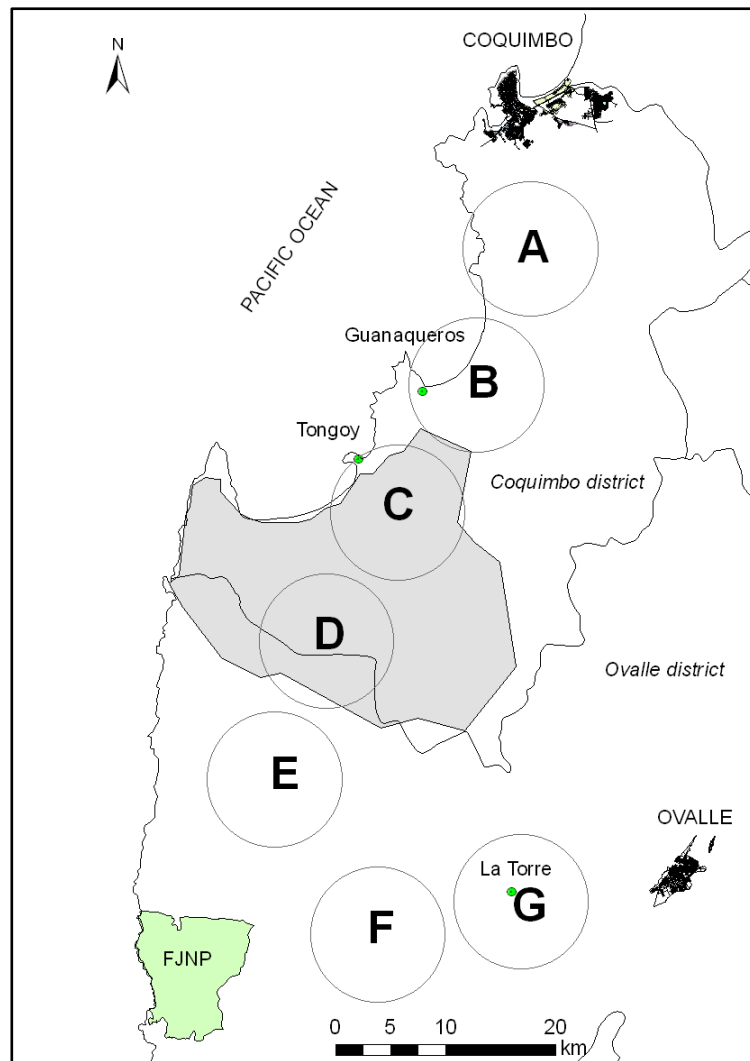 COQUIMBO
N
PACIFIC OCEAN
A
Guanaqueros
B
Tongoy
Coquimbo district
C
D
Ovalle district
E
OVALLE
La Torre
G
F
FJNP
0 5 10 20
km